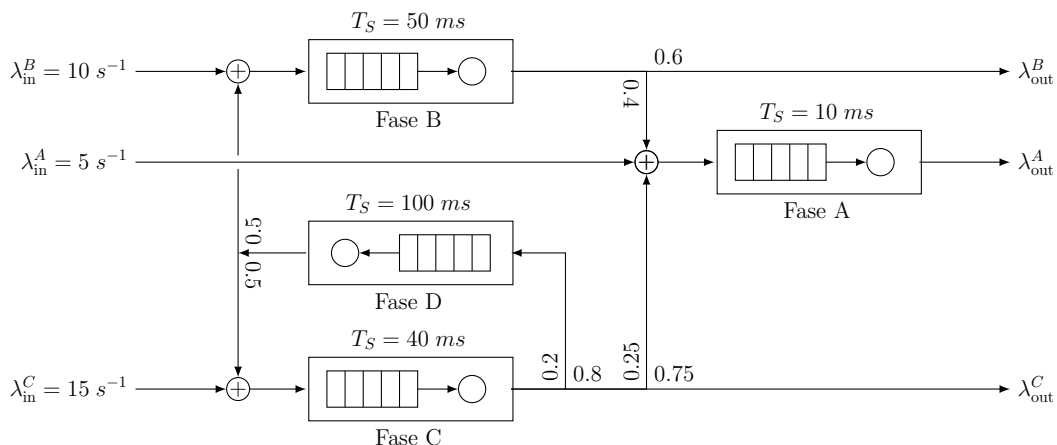 T_S = 50 ms
λ_in^B = 10 s^{-1}
0.6
λ_out^B
Fase B
0.4
T_S = 10 ms
λ_in^A = 5 s^{-1}
λ_out^A
T_S = 100 ms
Fase A
0.5
0.5
Fase D
T_S = 40 ms
0.2
0.8
0.25
0.75
λ_in^C = 15 s^{-1}
λ_out^C
Fase C